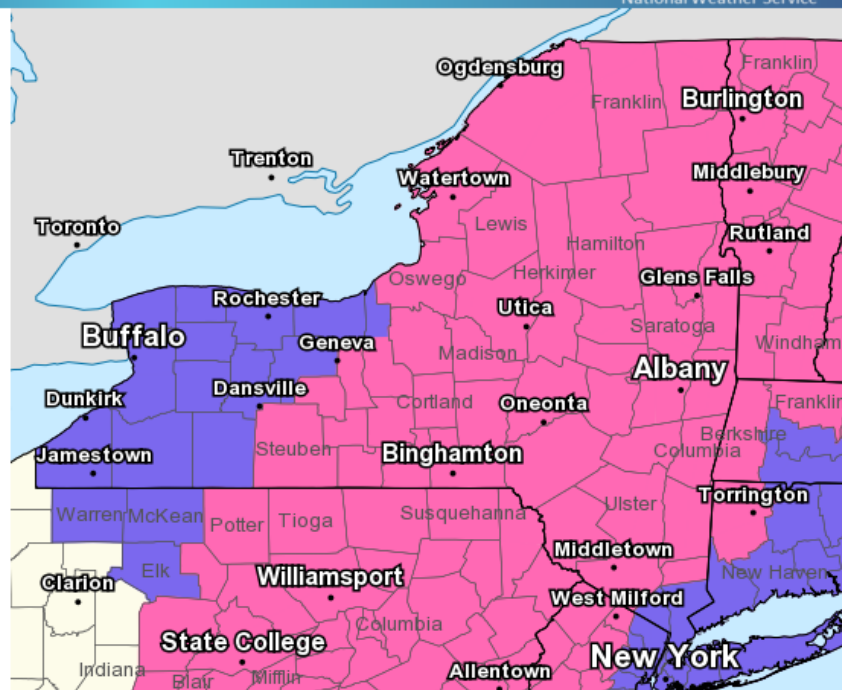 National Weather Service
Ogdensburg
Franklin
Franklin
Burlington
Trenton
Watertown
Middlebury
Toronto
Lewis
Rutland
Hamilton
Oswego
Herkimer
Glens Falls
Rochester
Utica
Buffalo
Geneva
Saratoga
Madison
Windham
Albany
Dunkirk
Dansville
Cortland
Oneonta
Franklin
Berkshire
Steuben
Columbia
Jamestown
Binghamton
Warren
McKean
Potter
Tioga
Susquehanna
Ulster
Torrington
Middletown
Clarion
Elk
Williamsport
New Haven
West Milford
Columbia
State College
New York
Indiana
Blair
Mifflin
Allentown